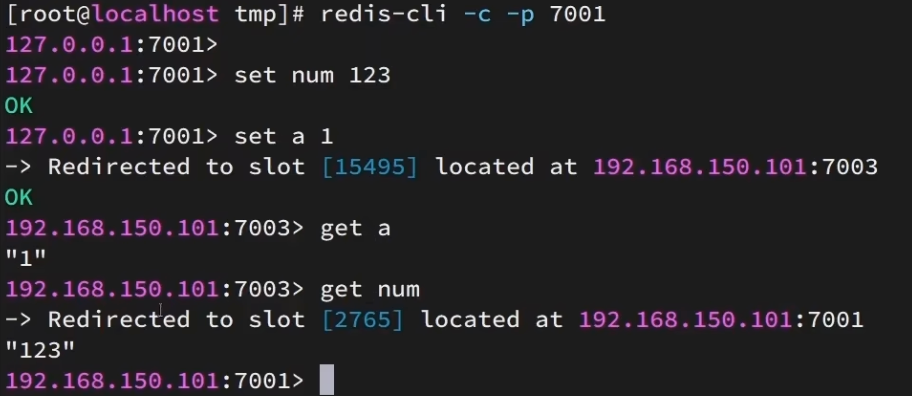 [root@localhost tmp]# redis-cli -c -p 7001
127.0.0.1:7001>
127.0.0.1:7001> set num 123
OK
127.0.0.1:7001> set a 1
-> Redirected to slot [15495] located at 192.168.150.101:7003
OK
192.168.150.101:7003> get a
"1"
192.168.150.101:7003> get num
-> Redirected to slot [2765] located at 192.168.150.101:7001
"123"
192.168.150.101:7001>